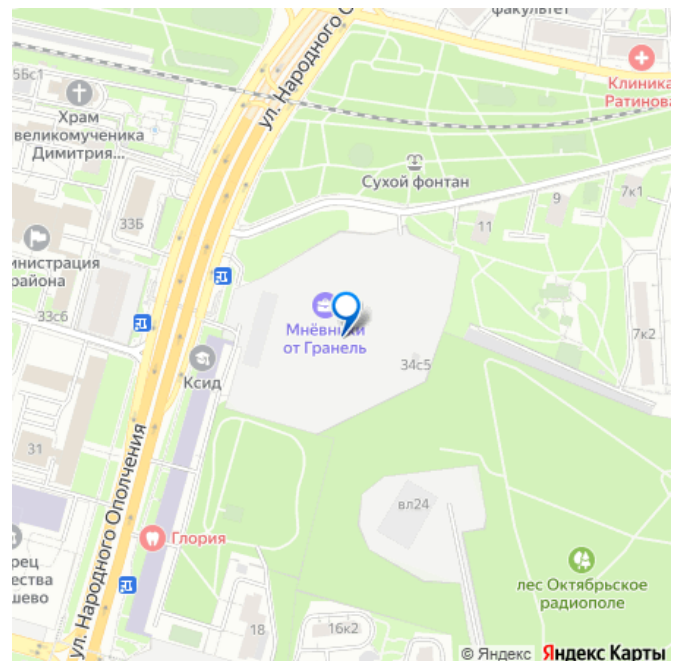 факультет
ул. Народного О
55Бс1
Клиника
Ратинова
Храм
великомученика
Димитрия...
Сухой фонтан
7к1
9
11
33Б
министрация
района
33с6
Мнёвники
от Гранель
7к2
34с5
Ксид
31
ул. Народного Ополчения
вл24
Глория
рец
ества
шево
лес Октябрьское
радиополе
18
16к2
© Яндекс Яндекс Карты